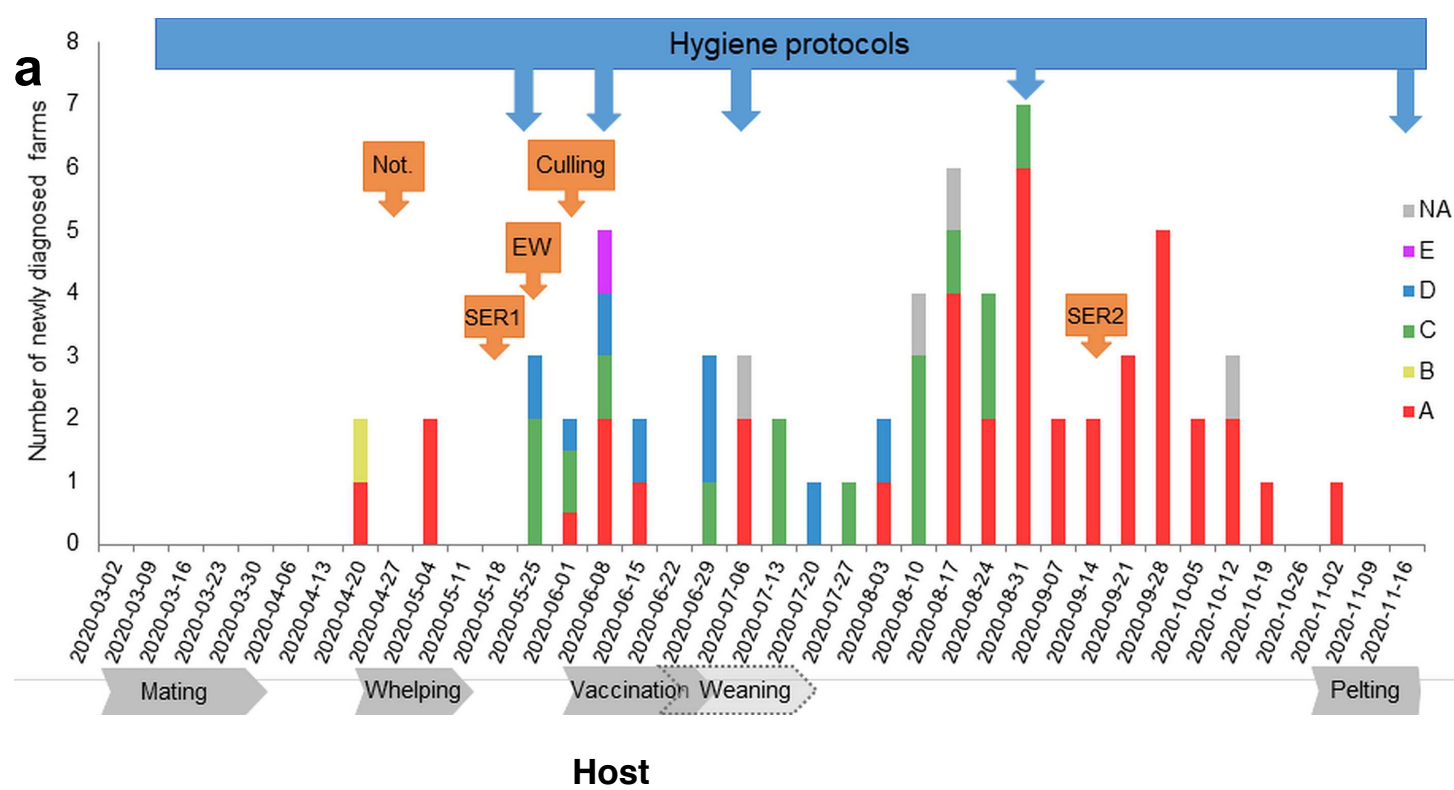 a
Hygiene protocols
Number of newly diagnosed farms
8
7
6
5
4
3
2
1
0
Not.
Culling
EW
SER1
SER2
NA
E
D
C
B
A
2020-03-02
2020-03-09
2020-03-16
2020-03-23
2020-03-30
2020-04-06
2020-04-13
2020-04-20
2020-04-27
2020-05-04
2020-05-11
2020-05-18
2020-05-25
2020-06-01
2020-06-08
2020-06-15
2020-06-22
2020-06-29
2020-07-06
2020-07-13
2020-07-20
2020-07-27
2020-08-03
2020-08-10
2020-08-17
2020-08-24
2020-08-31
2020-09-07
2020-09-14
2020-09-21
2020-09-28
2020-10-05
2020-10-12
2020-10-19
2020-10-26
2020-11-02
2020-11-09
2020-11-16
Mating
Whelping
Vaccination
Weaning
Pelting
Host